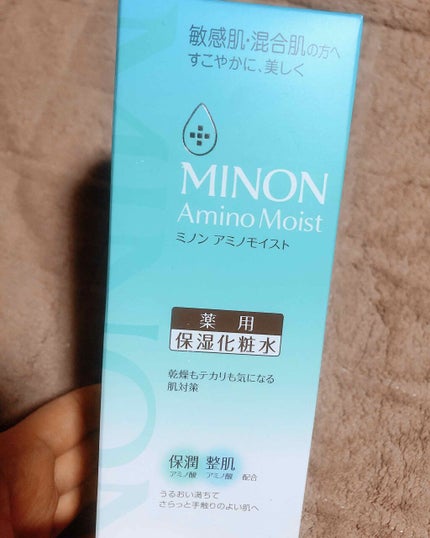 敏感肌・混合肌の方へ
すこやかに、美しく
MINON
Amino Moist
ミノン アミノモイスト
薬用
保湿化粧水
乾燥もテカリも気になる
肌対策
保潤 整肌
アミノ酸 アミノ酸 配合
うるおい満ちて
さらっと手触りのよい肌へ
MINON